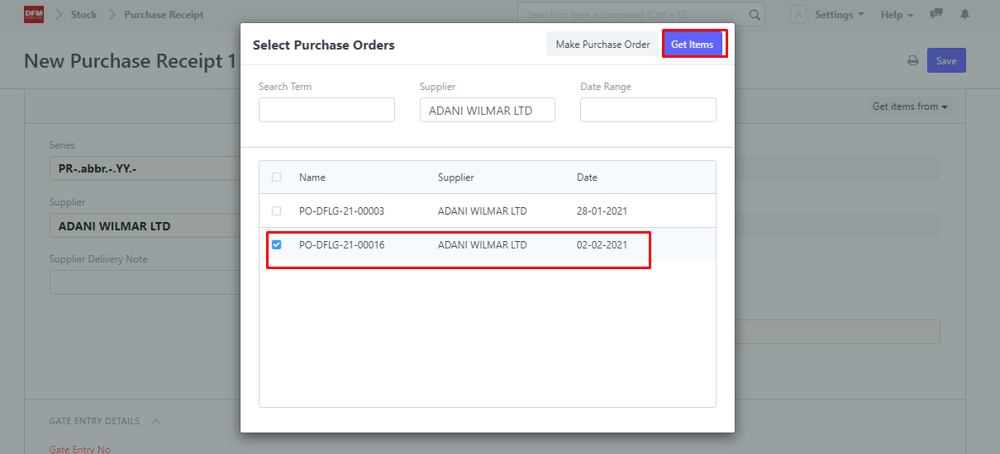 DFM
Stock
Purchase Receipt
Search or type a command (Ctrl + G)
A
Settings
Help
New Purchase Receipt 1
Save
Select Purchase Orders
Make Purchase Order
Get Items
Search Term
Supplier
Date Range
ADANI WILMAR LTD
Get items from
Series
PR-.abbr.-.YY.-
Supplier
ADANI WILMAR LTD
Supplier Delivery Note
Name
Supplier
Date
PO-DFLG-21-00003
ADANI WILMAR LTD
28-01-2021
PO-DFLG-21-00016
ADANI WILMAR LTD
02-02-2021
GATE ENTRY DETAILS
Gate Entry No